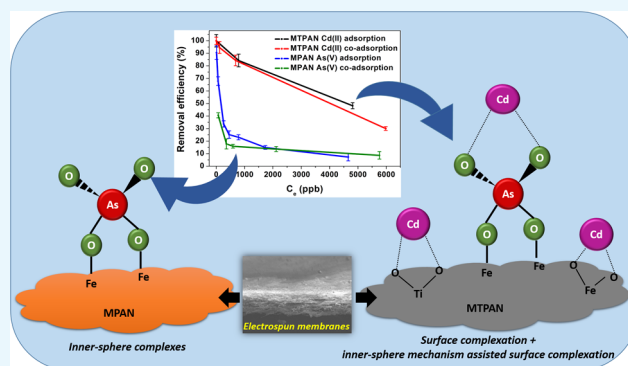 Removal efficiency (%)
100
90
80
70
60
50
40
30
20
10
0
MTPAN Cd(II) adsorption
MTPAN Cd(II) co-adsorption
MPAN As(V) adsorption
MPAN As(V) co-adsorption
0 1000 2000 3000 4000 5000 6000
Ce (ppb)
O
O
As
O
O
Fe
Fe
MPAN
Inner-sphere complexes
Electrospun membranes
Cd
O
O
As
O
O
Cd
Cd
Fe
Fe
O
O
Ti
O
O
Fe
MTPAN
Surface complexation +
inner-sphere mechanism assisted surface complexation